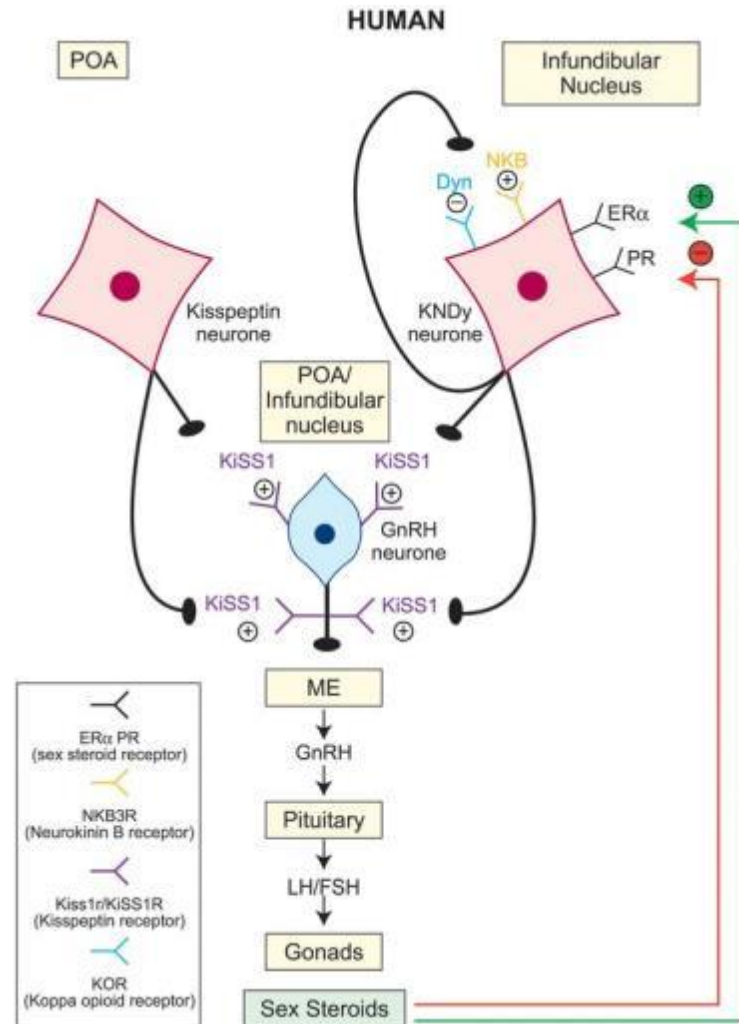 HUMAN
POA
Infundibular
Nucleus
NKB
+
Dyn
−
ERα
+
PR
−
Kisspeptin
neurone
KNDy
neurone
POA/
Infundibular
nucleus
KiSS1
KiSS1
+
+
GnRH
neurone
KiSS1
KiSS1
+
+
ME
GnRH
Pituitary
LH/FSH
Gonads
Sex Steroids
ERα PR
(sex steroid receptor)
NKB3R
(Neurokinin B receptor)
Kiss1r/KiSS1R
(Kisspeptin receptor)
KOR
(Koppa opioid receptor)